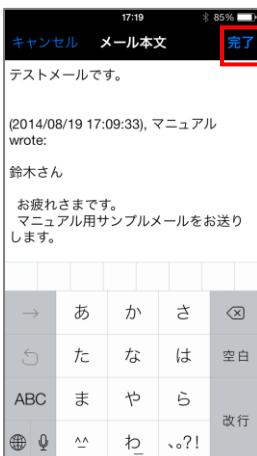 17:19 85%
キャンセル メール本文 完了
テストメールです。
(2014/08/19 17:09:33), マニュアル
wrote:
鈴木さん
お疲れさまです。
マニュアル用サンプルメールをお送り
します。
→ あ か さ
た な は 空白
ABC ま や ら
^^ わ 、。?! 改行